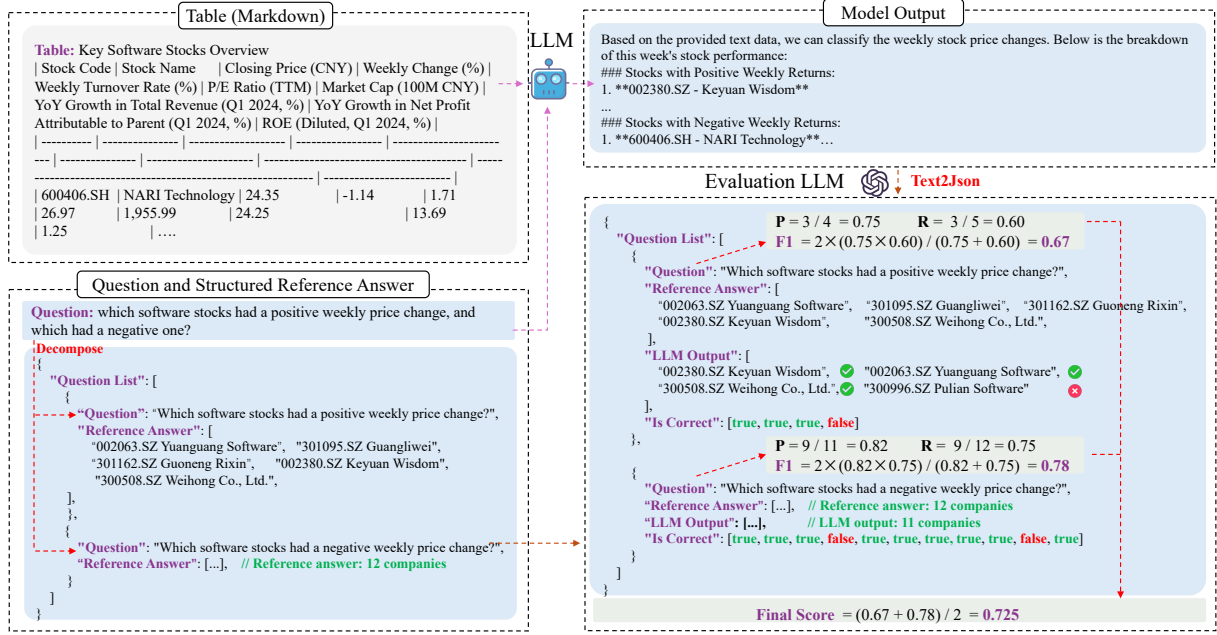 Table (Markdown)
Table: Key Software Stocks Overview
| Stock Code | Stock Name | Closing Price (CNY) | Weekly Change (%) |
Weekly Turnover Rate (%) | P/E Ratio (TTM) | Market Cap (100M CNY) |
YoY Growth in Total Revenue (Q1 2024, %) | YoY Growth in Net Profit
Attributable to Parent (Q1 2024, %) | ROE (Diluted, Q1 2024, %) |
| ---------- | --------------- | ------------------- | ----------------- | ---------------------
--- | ------------- | -------------------- | --------------------------------------- | -----
---------------------------------------------------- | ------------------------- |
| 600406.SH | NARI Technology | 24.35 | -1.14 | 1.71
| 26.97 | 1,955.99 | 24.25 | 13.69
| 1.25 | ….
LLM
Model Output
Based on the provided text data, we can classify the weekly stock price changes. Below is the breakdown
of this week's stock performance:
### Stocks with Positive Weekly Returns:
1. **002380.SZ - Keyuan Wisdom**
...
### Stocks with Negative Weekly Returns:
1. **600406.SH - NARI Technology**…
Evaluation LLM
Text2Json
Question and Structured Reference Answer
Question: which software stocks had a positive weekly price change, and
which had a negative one?
Decompose
{
"Question List": [
{
“Question”: "Which software stocks had a positive weekly price change?",
"Reference Answer": [
"002063.SZ Yuanguang Software", "301095.SZ Guangliwei",
"301162.SZ Guoneng Rixin", "002380.SZ Keyuan Wisdom",
"300508.SZ Weihong Co., Ltd.",
],
},
{
"Question": "Which software stocks had a negative weekly price change?",
“Reference Answer": [...], // Reference answer: 12 companies
}
]
}
{
P = 3 / 4 = 0.75 R = 3 / 5 = 0.60
F1 = 2×(0.75×0.60) / (0.75 + 0.60) = 0.67
"Question List": [
{
"Question": "Which software stocks had a positive weekly price change?",
"Reference Answer": [
"002063.SZ Yuanguang Software", "301095.SZ Guangliwei", "301162.SZ Guoneng Rixin",
"002380.SZ Keyuan Wisdom", "300508.SZ Weihong Co., Ltd.",
],
"LLM Output": [
"002380.SZ Keyuan Wisdom", "002063.SZ Yuanguang Software",
"300508.SZ Weihong Co., Ltd.", "300996.SZ Pulian Software"
],
"Is Correct": [true, true, true, false]
},
P = 9 / 11 = 0.82 R = 9 / 12 = 0.75
F1 = 2×(0.82×0.75) / (0.82 + 0.75) = 0.78
{
"Question": "Which software stocks had a negative weekly price change?",
“Reference Answer": [...], // Reference answer: 12 companies
“LLM Output”: [...], // LLM output: 11 companies
"Is Correct": [true, true, true, false, true, true, true, true, true, false, true]
}
]
}
Final Score = (0.67 + 0.78) / 2 = 0.725